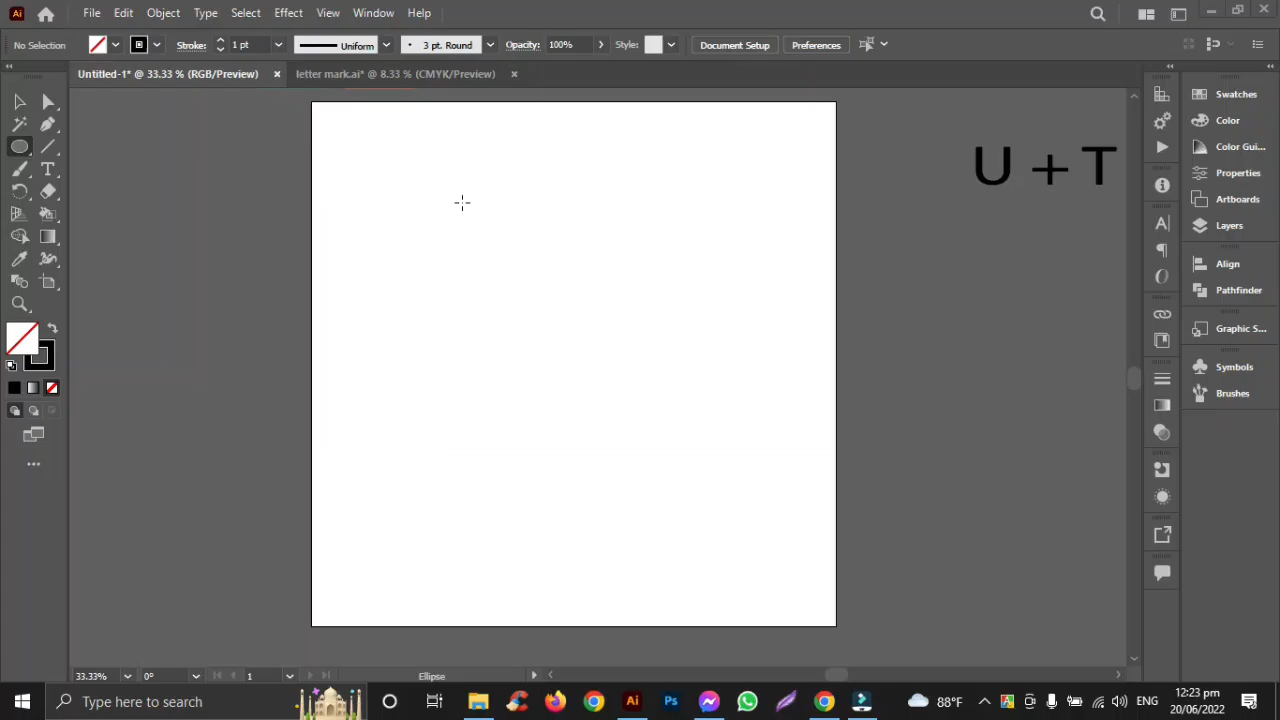 Ai File Edit Object Type Select Effect View Window Help
No Selection Stroke: 1 pt Uniform 3 pt. Round Opacity: 100% Style: Document Setup Preferences
Untitled-1* @ 33.33 % (RGB/Preview) × letter mark.ai* @ 8.33 % (CMYK/Preview) ×
U + T
Swatches
Color
Color Gui...
Properties
Artboards
Layers
Align
Pathfinder
Graphic S...
Symbols
Brushes
33.33% 0° 1 Ellipse
Type here to search Ai Ps 88°F ENG 12:23 pm
20/06/2022